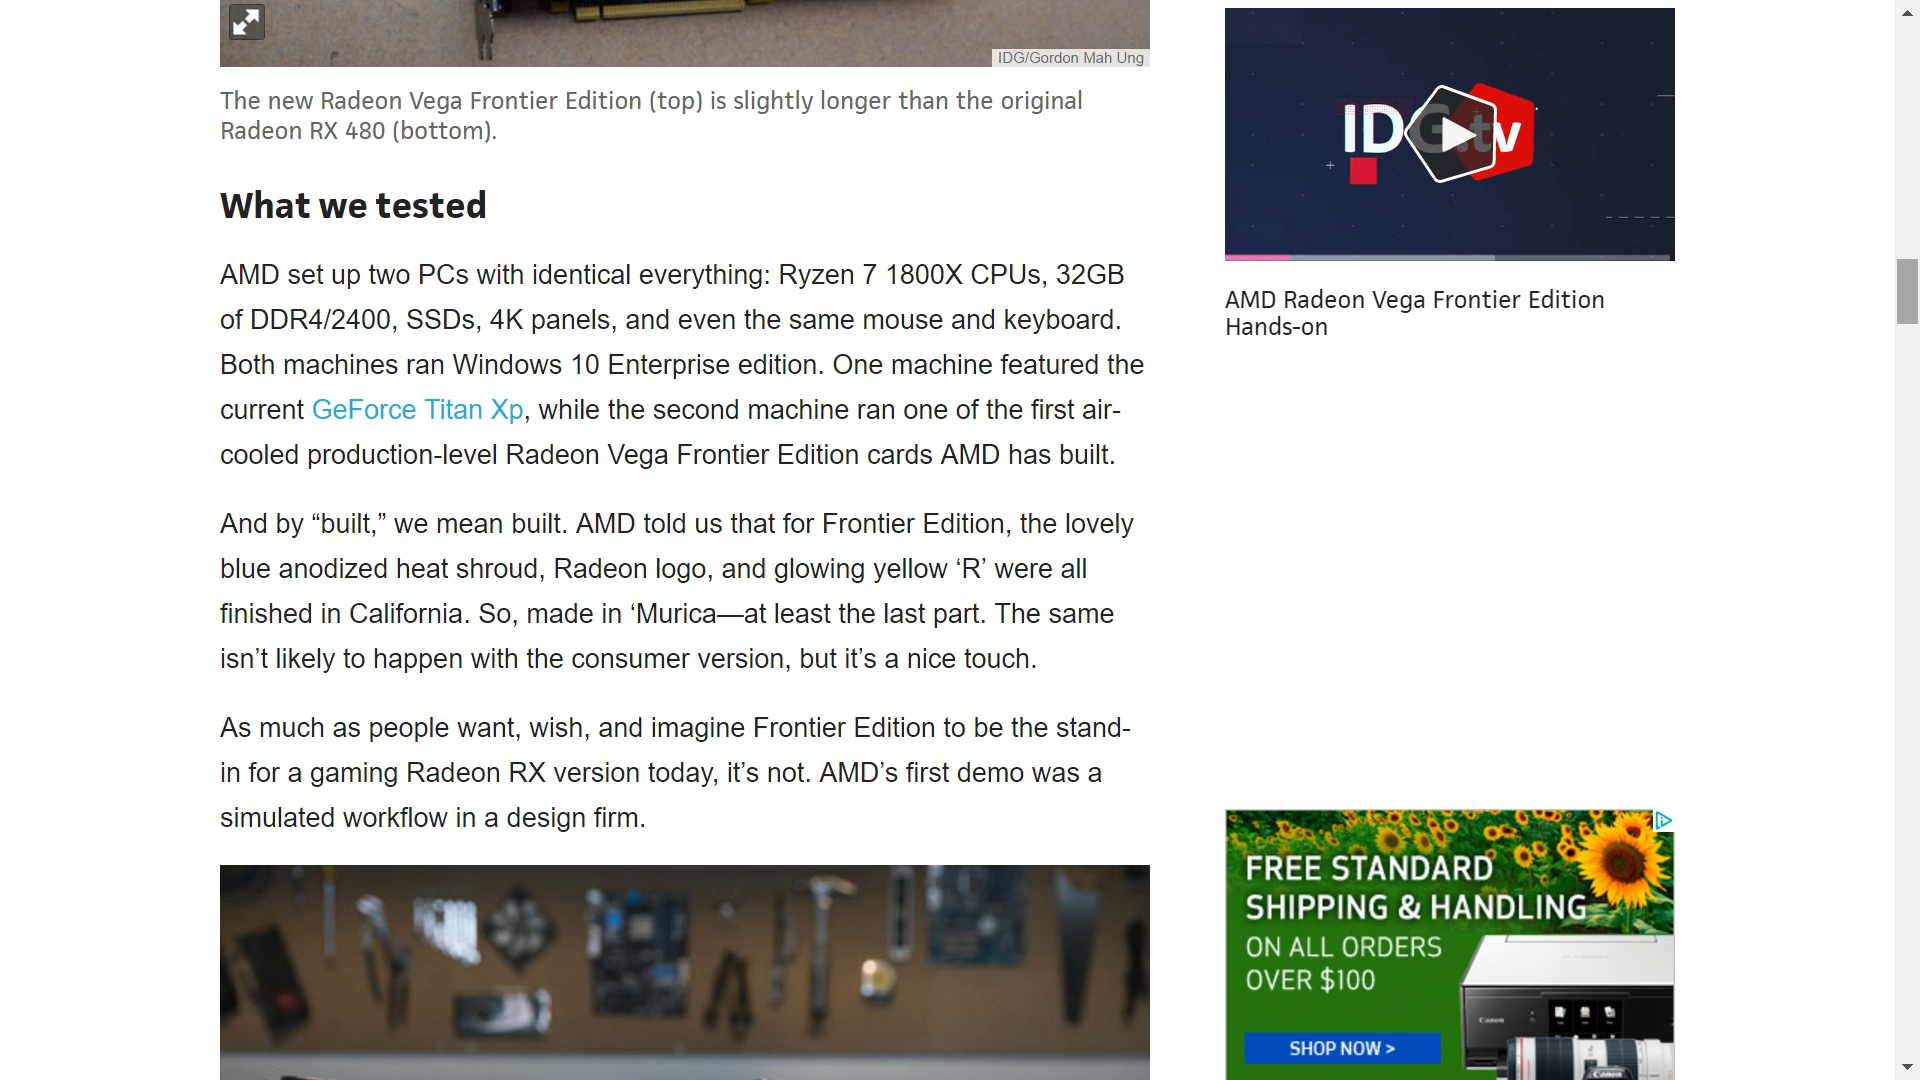 IDG/Gordon Mah Ung
The new Radeon Vega Frontier Edition (top) is slightly longer than the original
Radeon RX 480 (bottom).
What we tested
AMD set up two PCs with identical everything: Ryzen 7 1800X CPUs, 32GB
of DDR4/2400, SSDs, 4K panels, and even the same mouse and keyboard.
Both machines ran Windows 10 Enterprise edition. One machine featured the
current GeForce Titan Xp, while the second machine ran one of the first air-
cooled production-level Radeon Vega Frontier Edition cards AMD has built.
And by “built,” we mean built. AMD told us that for Frontier Edition, the lovely
blue anodized heat shroud, Radeon logo, and glowing yellow ‘R’ were all
finished in California. So, made in ‘Murica—at least the last part. The same
isn’t likely to happen with the consumer version, but it’s a nice touch.
As much as people want, wish, and imagine Frontier Edition to be the stand-
in for a gaming Radeon RX version today, it’s not. AMD’s first demo was a
simulated workflow in a design firm.
IDG.tv
AMD Radeon Vega Frontier Edition
Hands-on
FREE STANDARD
SHIPPING & HANDLING
ON ALL ORDERS
OVER $100
Canon
SHOP NOW >
Canon